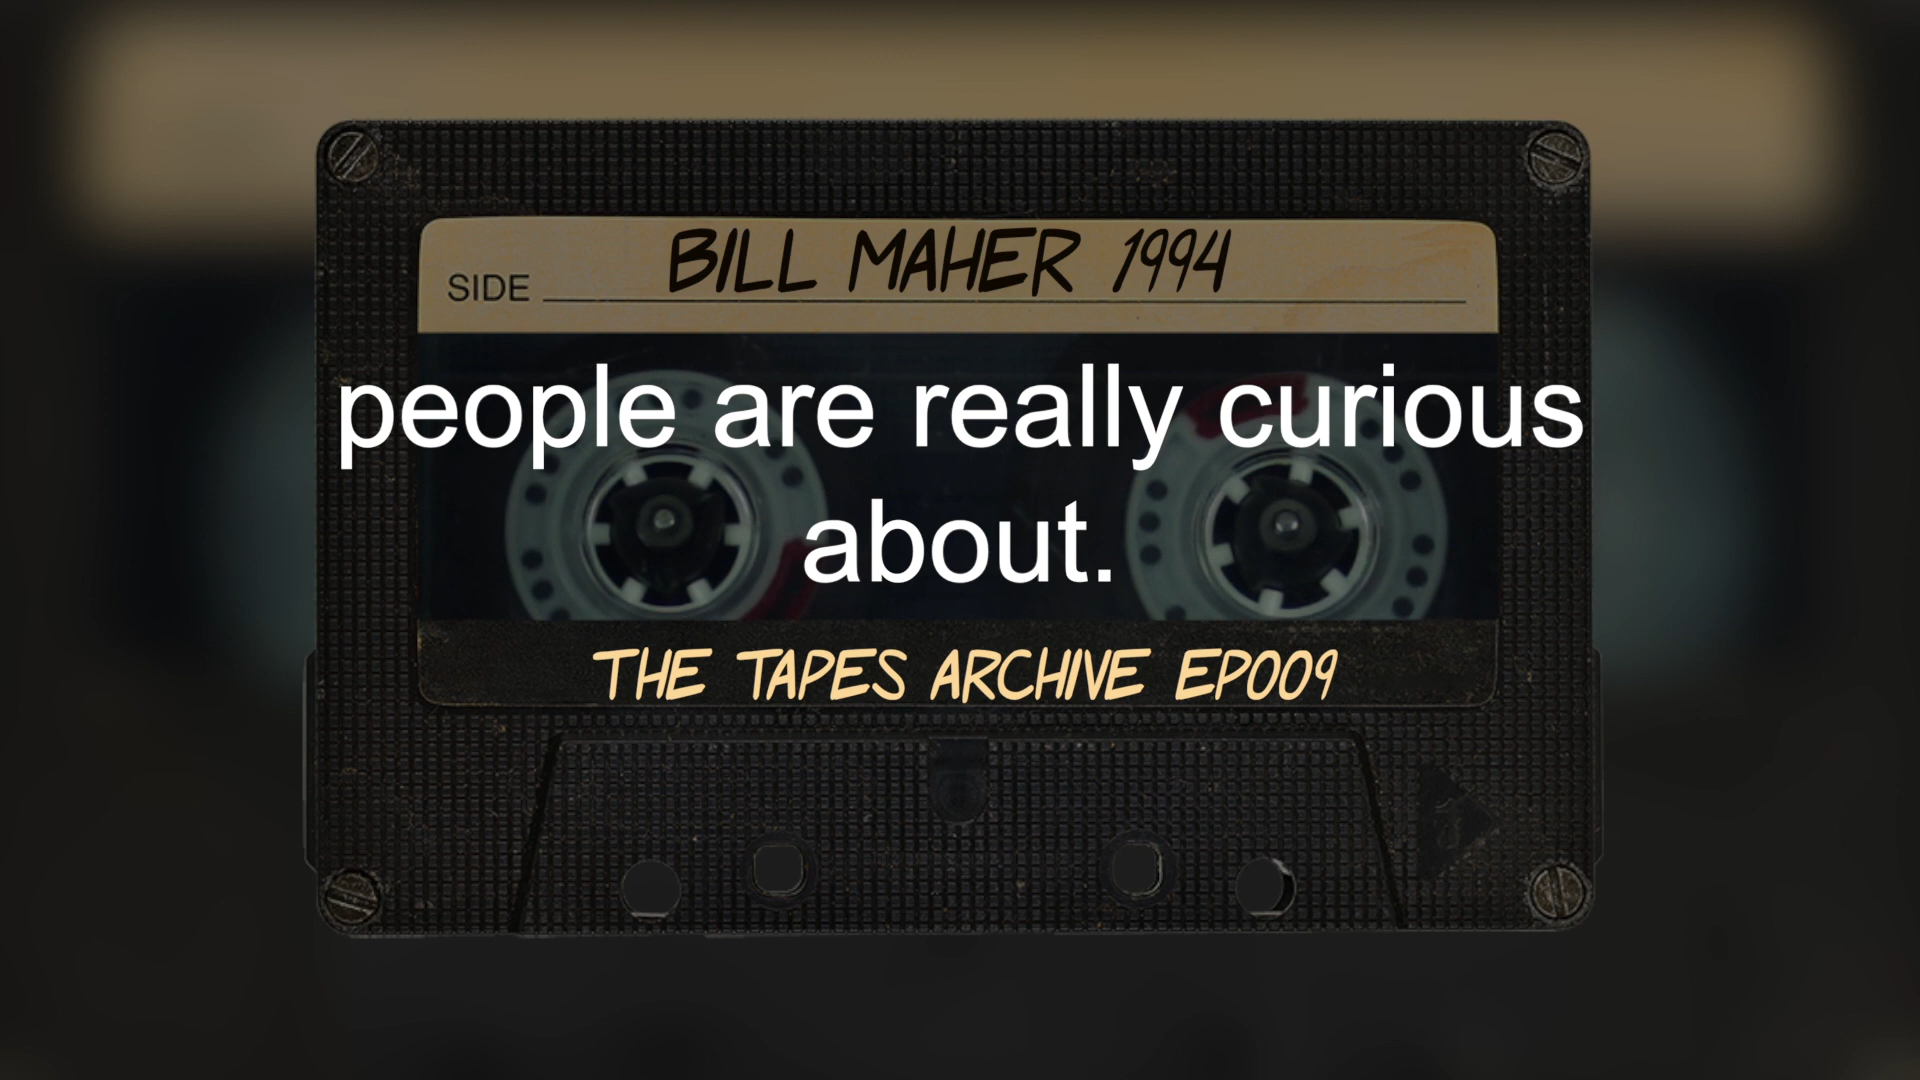 BILL MAHER 1994
SIDE
people are really curious
about.
THE TAPES ARCHIVE EP009